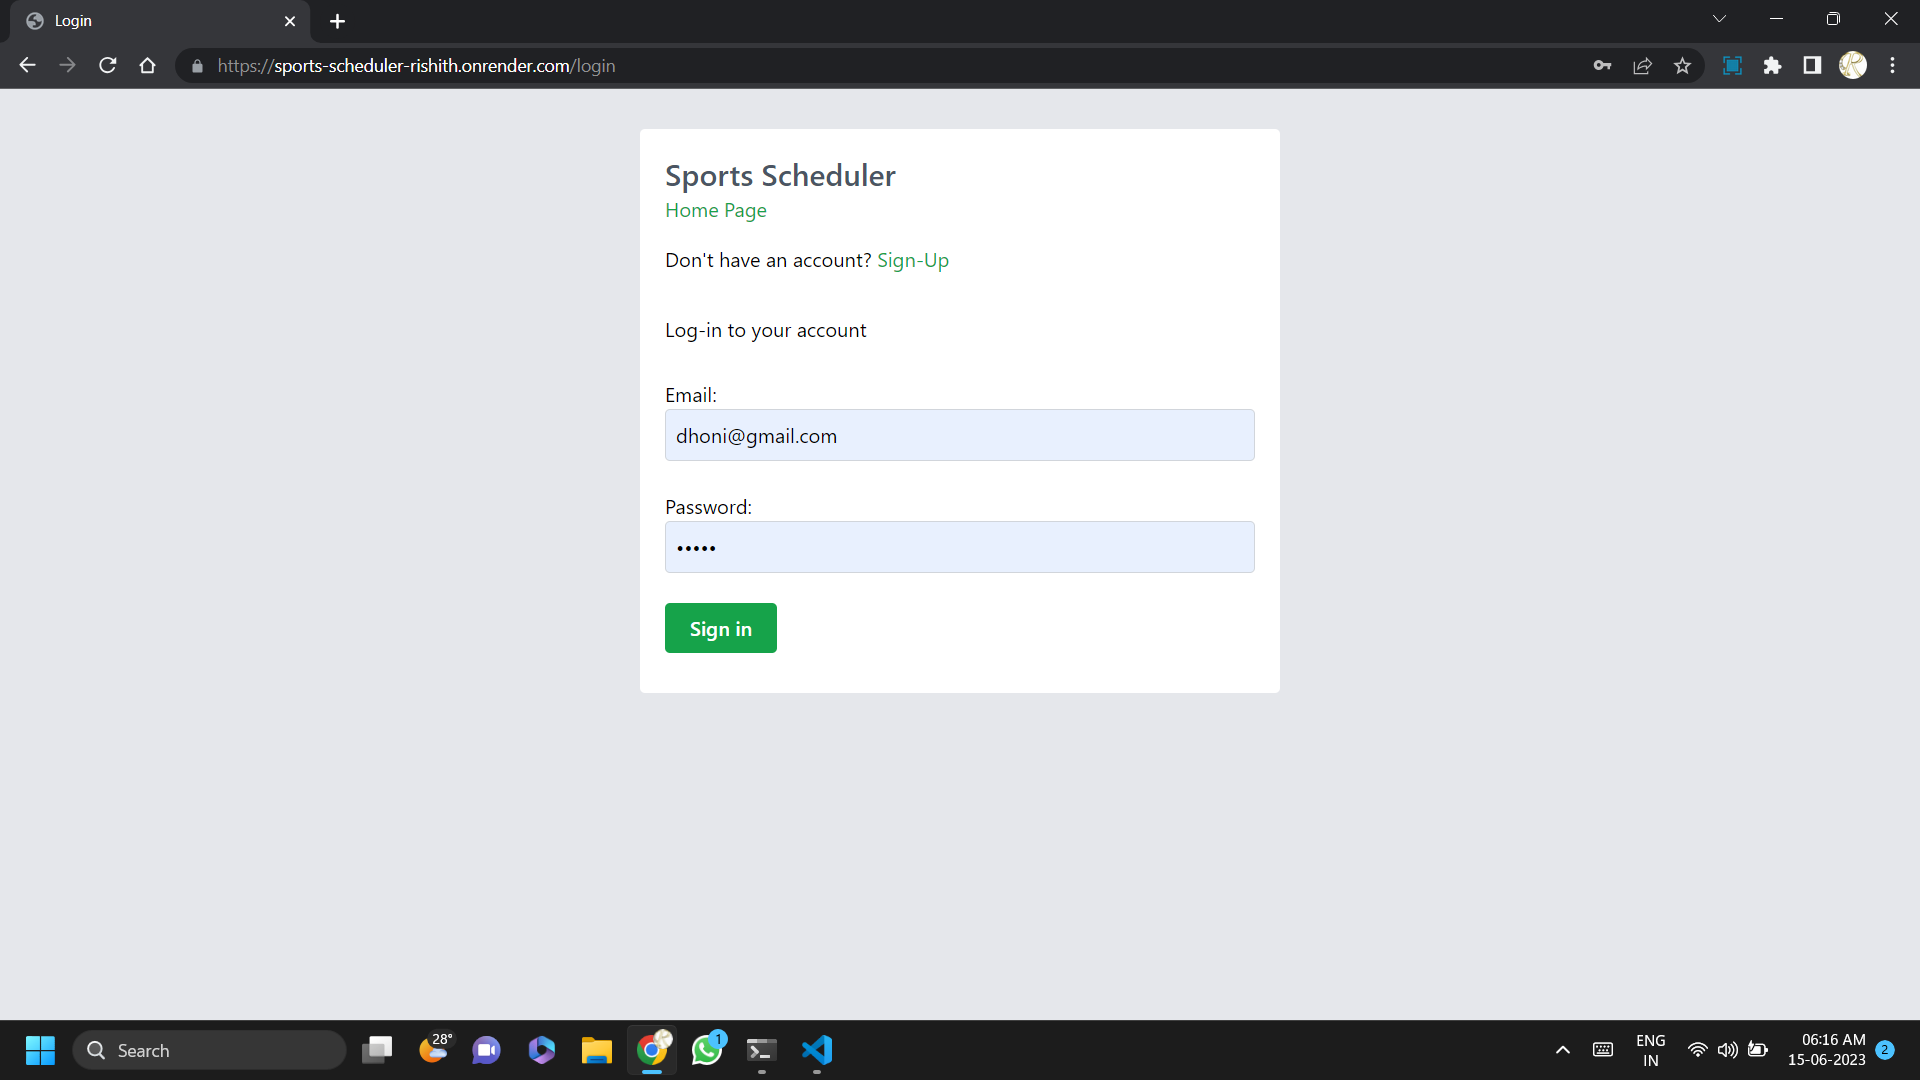 Login
https://sports-scheduler-rishith.onrender.com/login
Sports Scheduler
Home Page
Don't have an account? Sign-Up
Log-in to your account
Email:
dhoni@gmail.com
Password:
•••••
Sign in
Search
28°
1
ENG
IN
06:16 AM
15-06-2023
2